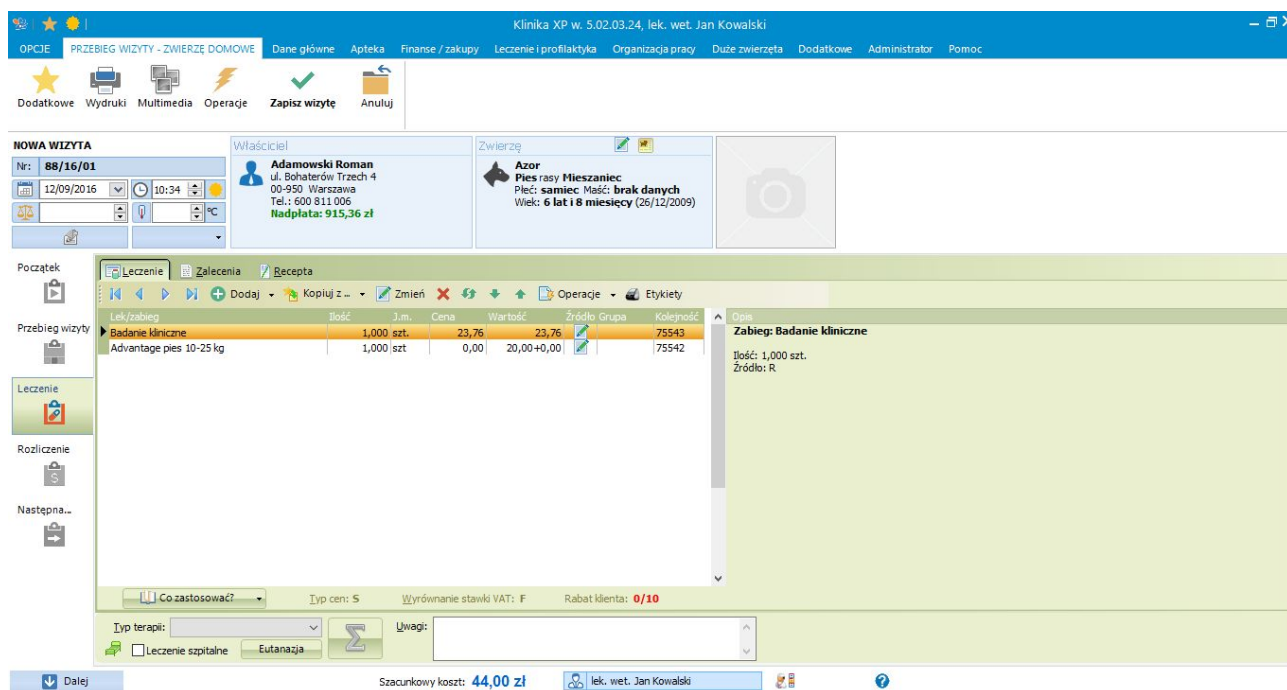 Klinika XP w. 5.02.03.24, lek. wet. Jan Kowalski
OPCJE PRZEBIEG WIZYTY - ZWIERZĘ DOMOWE Dane główne Apteka Finanse / zakupy Leczenie i profilaktyka Organizacja pracy Duże zwierzęta Dodatkowe Administrator Pomoc
Dodatkowe Wydruki Multimedia Operacje Zapisz wizytę Anuluj
NOWA WIZYTA
Nr: 88/16/01
12/09/2016 10:34
°C
Właściciel
Adamowski Roman
ul. Bohaterów Trzech 4
00-950 Warszawa
Tel.: 600 811 006
Nadpłata: 915,36 zł
Zwierzę
Azor
Pies rasy Mieszaniec
Płeć: samiec Maść: brak danych
Wiek: 6 lat i 8 miesięcy (26/12/2009)
Początek
Przebieg wizyty
Leczenie
Rozliczenie
Następna...
Leczenie Zalecenia Recepta
Dodaj Kopiuj z ... Zmień Operacje Etykiety
Lek/zabieg Ilość J.m. Cena Wartość Źródło Grupa Kolejność
Badanie kliniczne 1,000 szt. 23,76 23,76 75543
Advantage pies 10-25 kg 1,000 szt 0,00 20,00+0,00 75542
Opis
Zabieg: Badanie kliniczne
Ilość: 1,000 szt.
Źródło: R
Co zastosować? Typ cen: S Wyrównanie stawki VAT: F Rabat klienta: 0/10
Typ terapii: Uwagi:
Leczenie szpitalne Eutanazja
Dalej Szacunkowy koszt: 44,00 zł lek. wet. Jan Kowalski